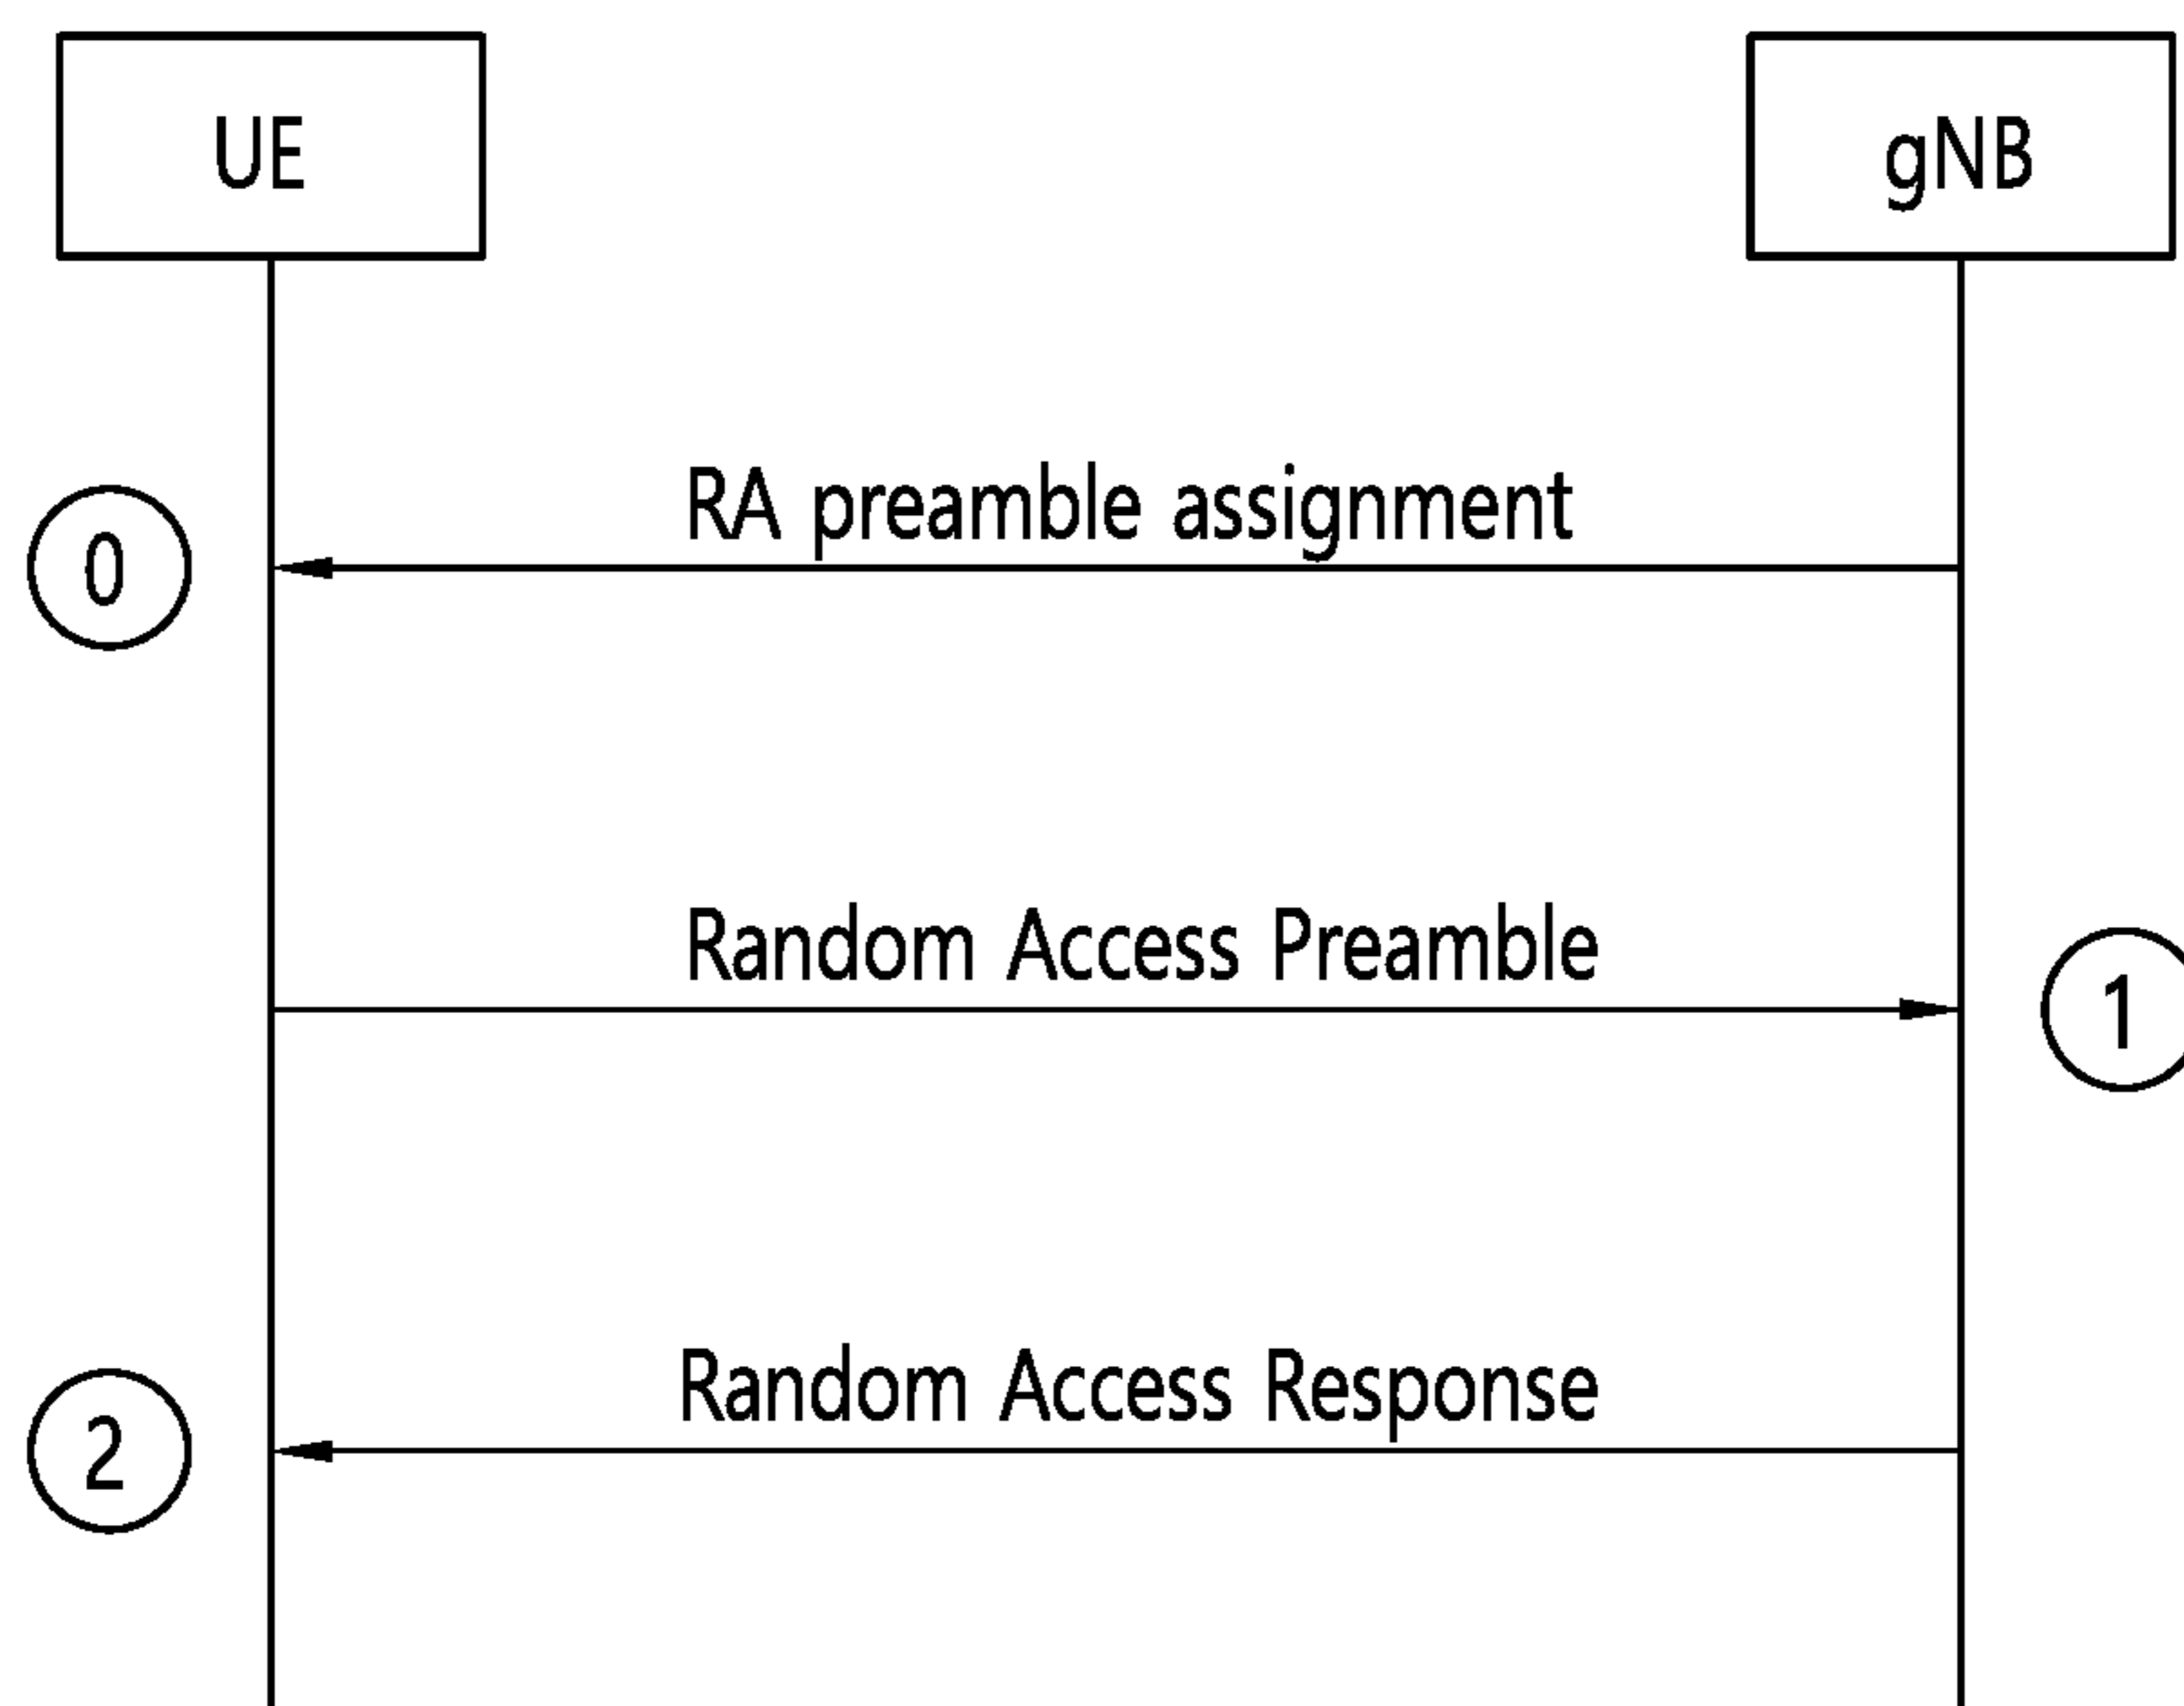 UE
gNB
RA preamble assignment
0
Random Access Preamble
1
Random Access Response
2